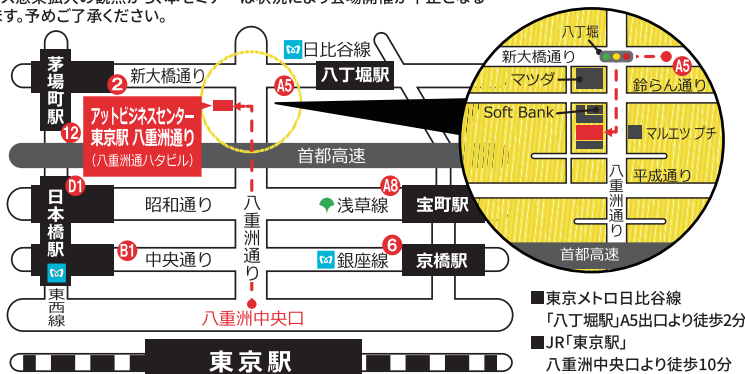 ます。予めご了承ください。
日比谷線
茅場町駅
2
新大橋通り
A5
八丁堀駅
アットビジネスセンター
東京駅 八重洲通り
(八重洲通ハタビル)
12
首都高速
D1
日本橋駅
昭和通り
八重洲通り
浅草線
A8
宝町駅
B1
中央通り
銀座線
6
京橋駅
東西線
八重洲中央口
東京駅
八丁堀
新大橋通り
A5
マツダ
鈴らん通り
Soft Bank
マルエツ プチ
八重洲通り
平成通り
首都高速
■東京メトロ日比谷線
「八丁堀駅」A5出口より徒歩2分
■JR「東京駅」
八重洲中央口より徒歩10分